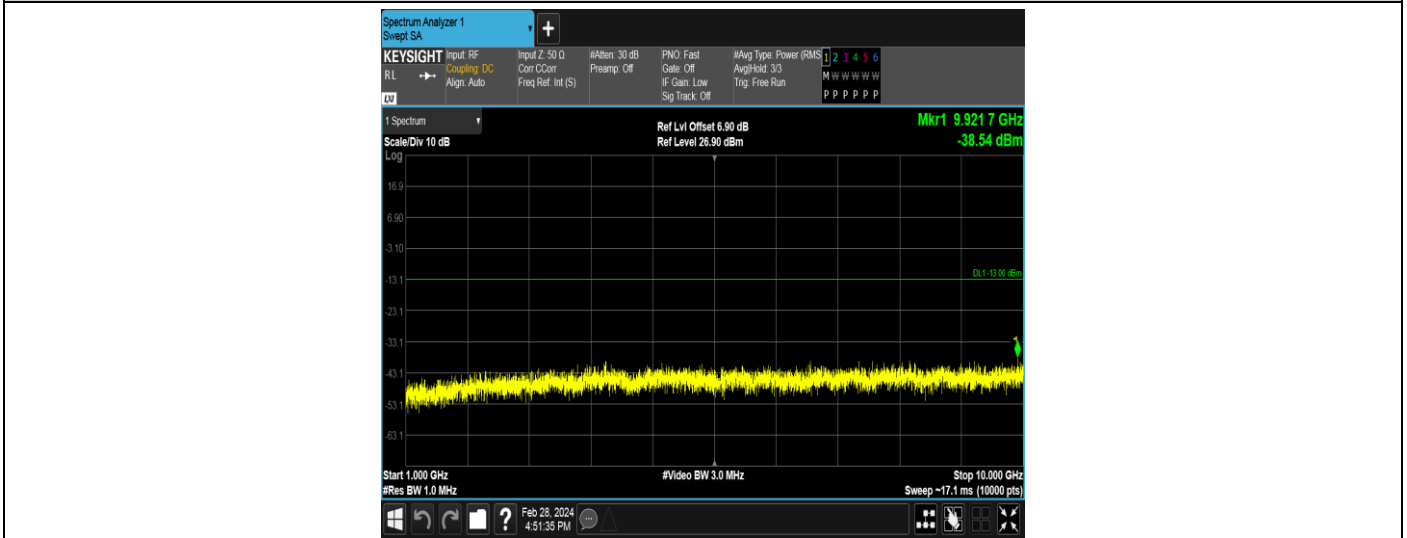 Spectrum Analyzer 1
Swept SA
+
KEYSIGHT
RL
LXI
Input: RF
Coupling: DC
Align: Auto
Input Z: 50 Ω
Corr CCorr
Freq Ref: Int (S)
#Atten: 30 dB
Preamp: Off
PNO: Fast
Gate: Off
IF Gain: Low
Sig Track: Off
#Avg Type: Power (RMS
Avg|Hold: 3/3
Trig: Free Run
1 2 3 4 5 6
M W W W W W
P P P P P P
1 Spectrum
Scale/Div 10 dB
Ref Lvl Offset 6.90 dB
Ref Level 26.90 dBm
Mkr1 9.921 7 GHz
-38.54 dBm
Log
16.9
6.90
-3.10
-13.1
DL1 -13.00 dBm
-23.1
-33.1
1
-43.1
-53.1
-63.1
Start 1.000 GHz
#Video BW 3.0 MHz
Stop 10.000 GHz
#Res BW 1.0 MHz
Sweep ~17.1 ms (10000 pts)
?
Feb 28, 2024
4:51:35 PM